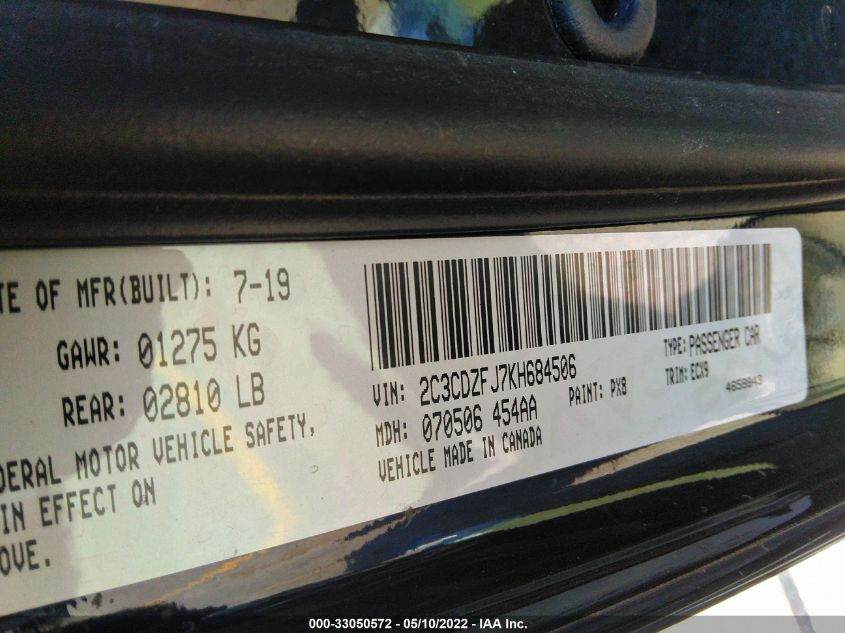 TE OF MFR(BUILT): 7-19
GAWR: 01275 KG
REAR: 02810 LB
DERAL MOTOR VEHICLE SAFETY,
IN EFFECT ON
OVE.
VIN: 2C3CDZFJ7KH684506
TYPE: PASSENGER CAR
MDH: 070506 454AA
PAINT: PX8
TRIM: ECX9
VEHICLE MADE IN CANADA
4658843
000-33050572 - 05/10/2022 - IAA Inc.